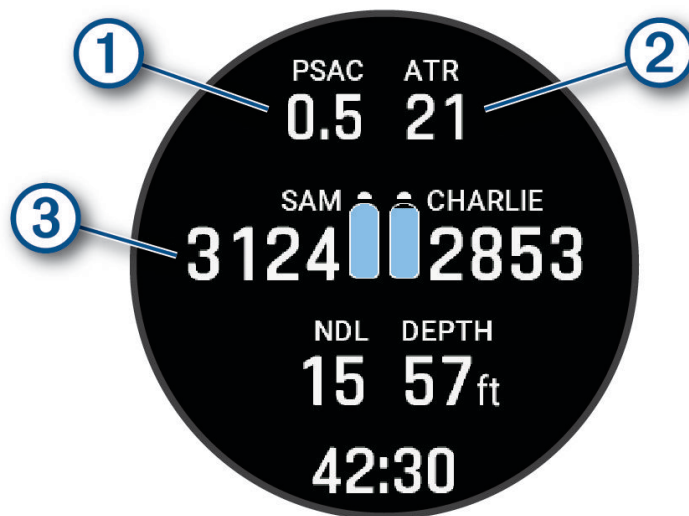 1
2
PSAC ATR
0.5 21
3
SAM CHARLIE
3124 2853
NDL DEPTH
15 57ft
42:30